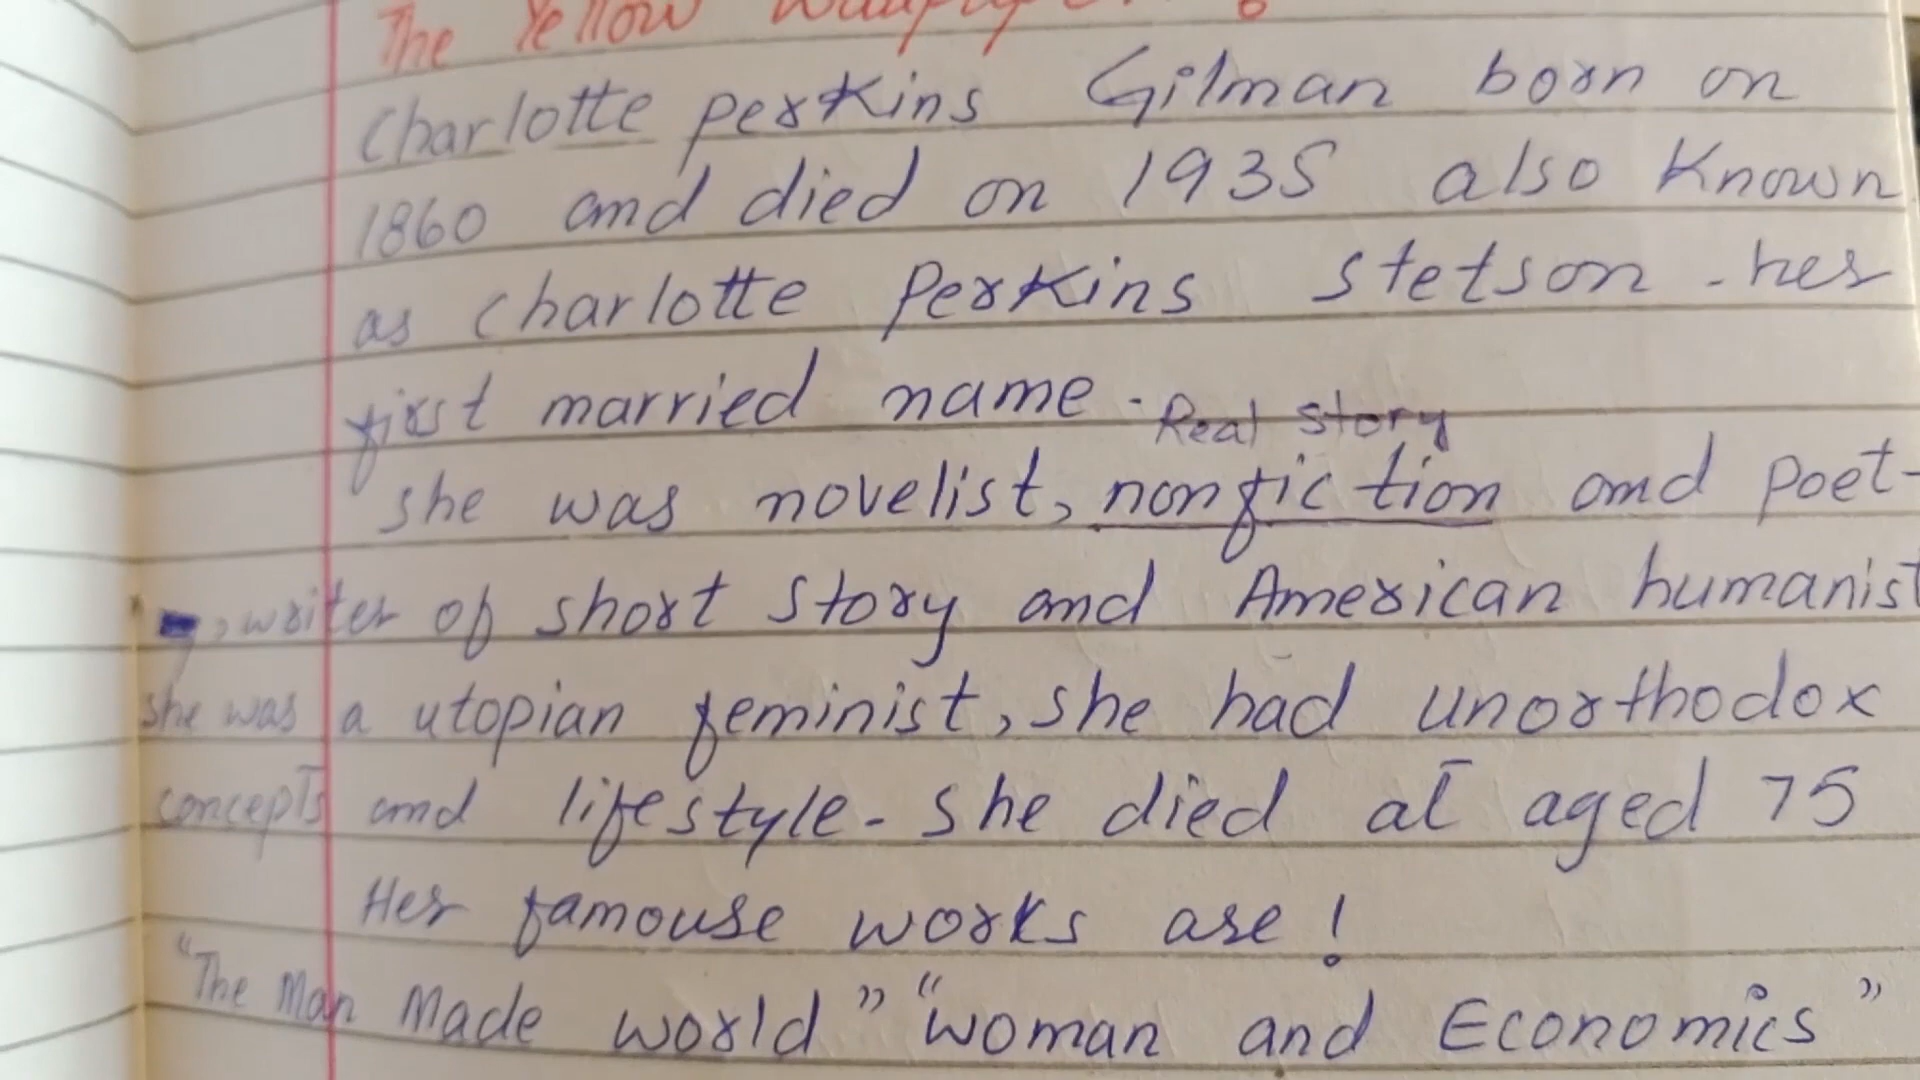 The Yellow Wallpaper
Charlotte perkins Gilman born on
1860 and died on 1935 also Known
as charlotte Perkins stetson - her
first married name .
Real story
she was novelist, nonfiction and poet-
, writer of short story and American humanist
she was a utopian feminist, she had unorthodox
concepts and lifestyle - she died at aged 75
Her famouse works are !
"The Man Made world" "woman and Economics"